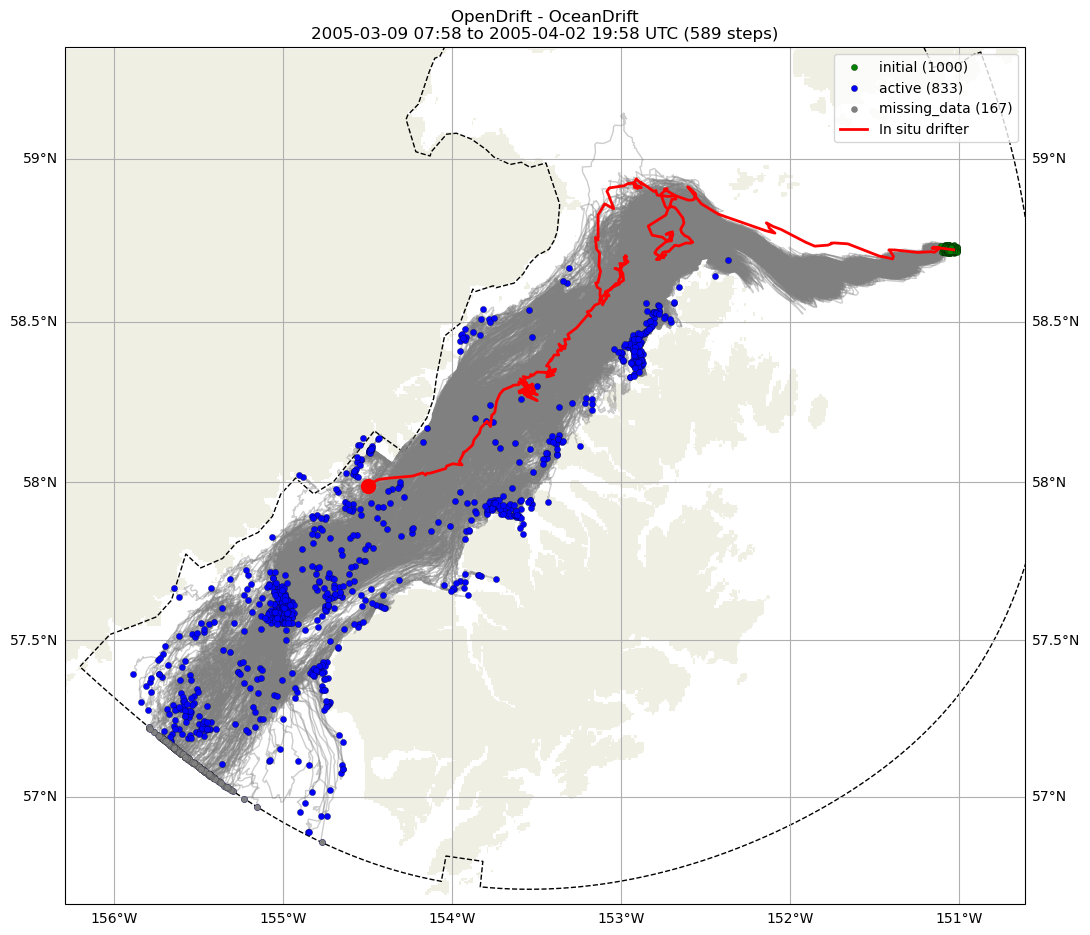 OpenDrift - OceanDrift
2005-03-09 07:58 to 2005-04-02 19:58 UTC (589 steps)
initial (1000)
active (833)
missing_data (167)
In situ drifter
59°N
59°N
58.5°N
58.5°N
58°N
58°N
57.5°N
57.5°N
57°N
57°N
156°W
155°W
154°W
153°W
152°W
151°W